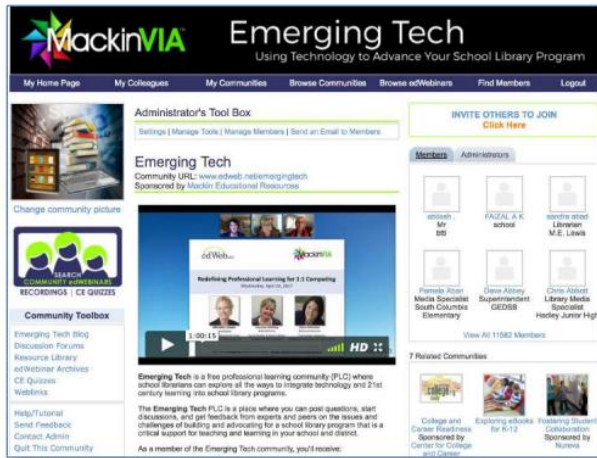 MackinVIA
Emerging Tech
Using Technology to Advance Your School Library Program
My Home Page My Colleagues My Communities Browse Communities Browse edWebinars Find Members Logout
Change community picture
SEARCH
COMMUNITY edWEBINARS
RECORDINGS | CE QUIZZES
Community Toolbox
Emerging Tech Blog
Discussion Forums
Resource Library
edWebinar Archives
CE Quizzes
Weblinks
Help/Tutorial
Send Feedback
Contact Admin
Quit This Community
Administrator's Tool Box
Settings | Manage Tools | Manage Members | Send an Email to Members
Emerging Tech
Community URL: www.edweb.net/emergingtech
Sponsored by Mackin Educational Resources
edWeb
MackinVIA
Redefining Professional Learning for 1:1 Computing
1:00:15
HD
Emerging Tech is a free professional learning community (PLC) where
school librarians can explore all the ways to integrate technology and 21st
century learning into school library programs.
The Emerging Tech PLC is a place where you can post questions, start
discussions, and get feedback from experts and peers on the issues and
challenges of building and advocating for a school library program that is a
critical support for teaching and learning in your school and district.
As a member of the Emerging Tech community, you'll receive:
INVITE OTHERS TO JOIN
Click Here
Members Administrators
Mr
FAIZAL A K
school
sandra abad
Librarian
M.E. Lewis
Pamela Aban
Media Specialist
South Columbia
Elementary
Dave Abbey
Superintendant
GEDSB
Chris Abbott
Library Media
Specialist
Hadley Junior High
View All 11682 Members
7 Related Communities
College and
Career Readiness
Sponsored by
Center for College
and Career
Exploring eBooks
for K-12
Fostering Student
Collaboration
Sponsored by
Nureva